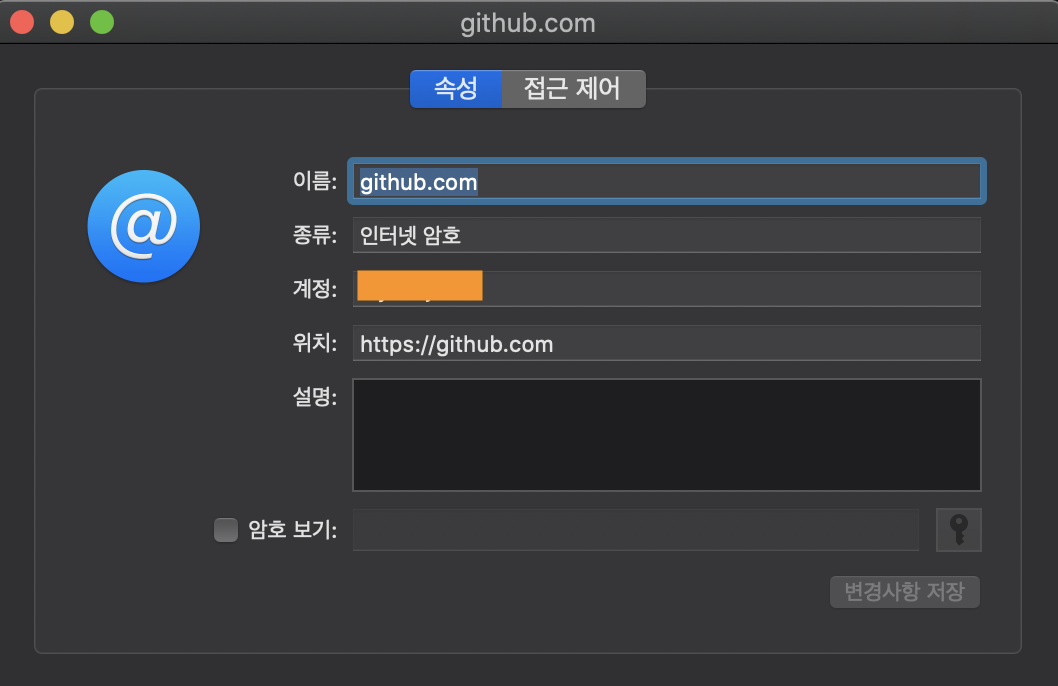 github.com
속성 접근 제어
이름: github.com
종류: 인터넷 암호
계정:
위치: https://github.com
설명:
암호 보기:
변경사항 저장